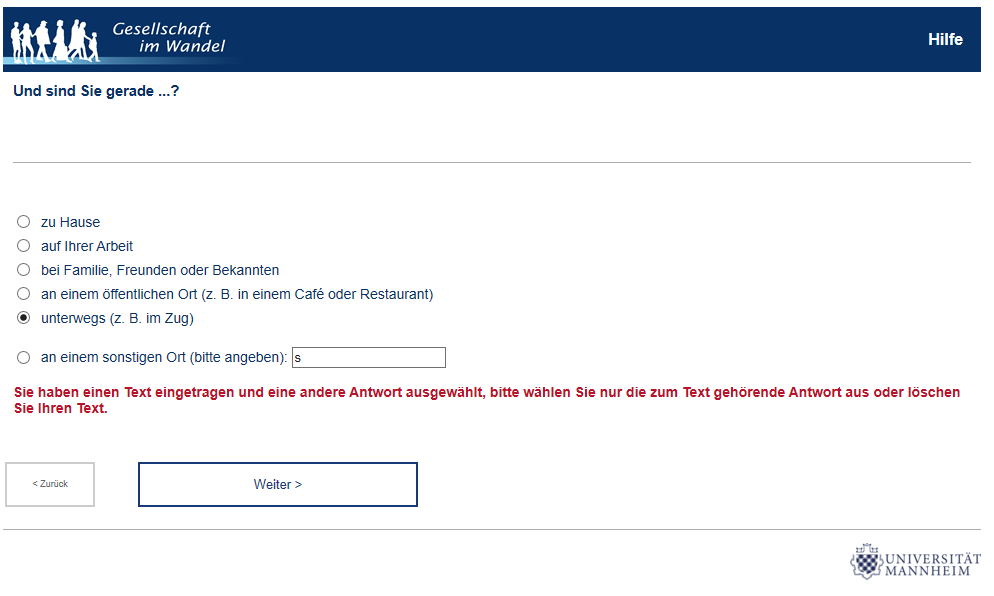 Gesellschaft
im Wandel
Hilfe
Und sind Sie gerade ...?
zu Hause
auf Ihrer Arbeit
bei Familie, Freunden oder Bekannten
an einem öffentlichen Ort (z. B. in einem Café oder Restaurant)
unterwegs (z. B. im Zug)
an einem sonstigen Ort (bitte angeben): s
Sie haben einen Text eingetragen und eine andere Antwort ausgewählt, bitte wählen Sie nur die zum Text gehörende Antwort aus oder löschen
Sie Ihren Text.
< Zurück
Weiter >
UNIVERSITÄT
MANNHEIM